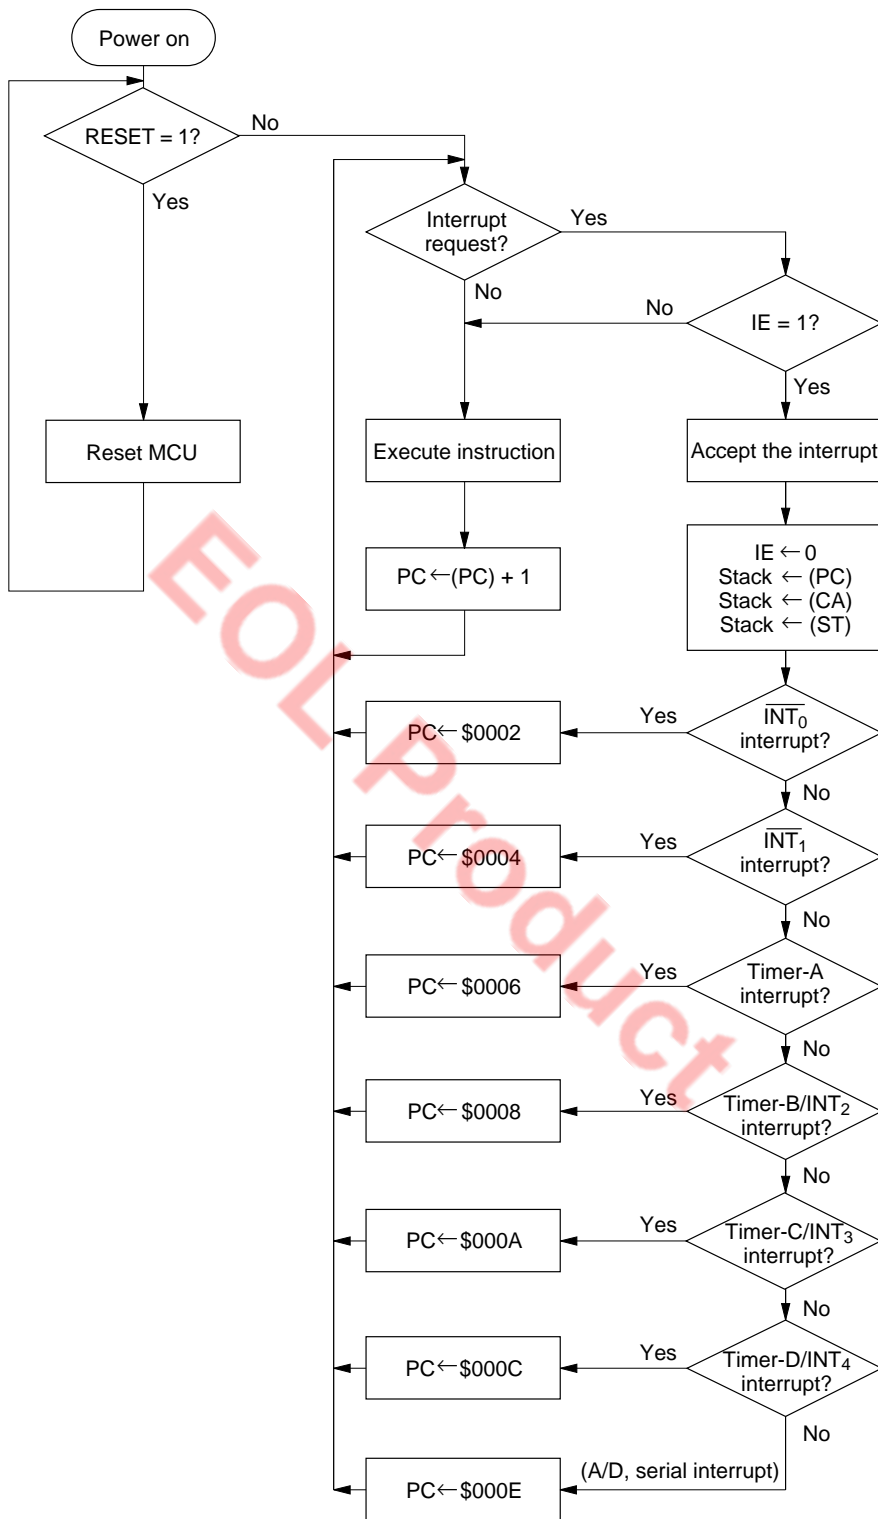 Power on
RESET = 1?
No
Yes
Interrupt
request?
Yes
No
No
IE = 1?
Yes
Reset MCU
Execute instruction
Accept the interrupt
PC ← (PC) + 1
IE ← 0
Stack ← (PC)
Stack ← (CA)
Stack ← (ST)
PC ← $0002
Yes
I̅N̅T̅₀
interrupt?
No
PC ← $0004
Yes
I̅N̅T̅₁
interrupt?
No
PC ← $0006
Yes
Timer-A
interrupt?
No
PC ← $0008
Yes
Timer-B/INT₂
interrupt?
No
PC ← $000A
Yes
Timer-C/INT₃
interrupt?
No
PC ← $000C
Yes
Timer-D/INT₄
interrupt?
No
PC ← $000E
(A/D, serial interrupt)
EOL Product